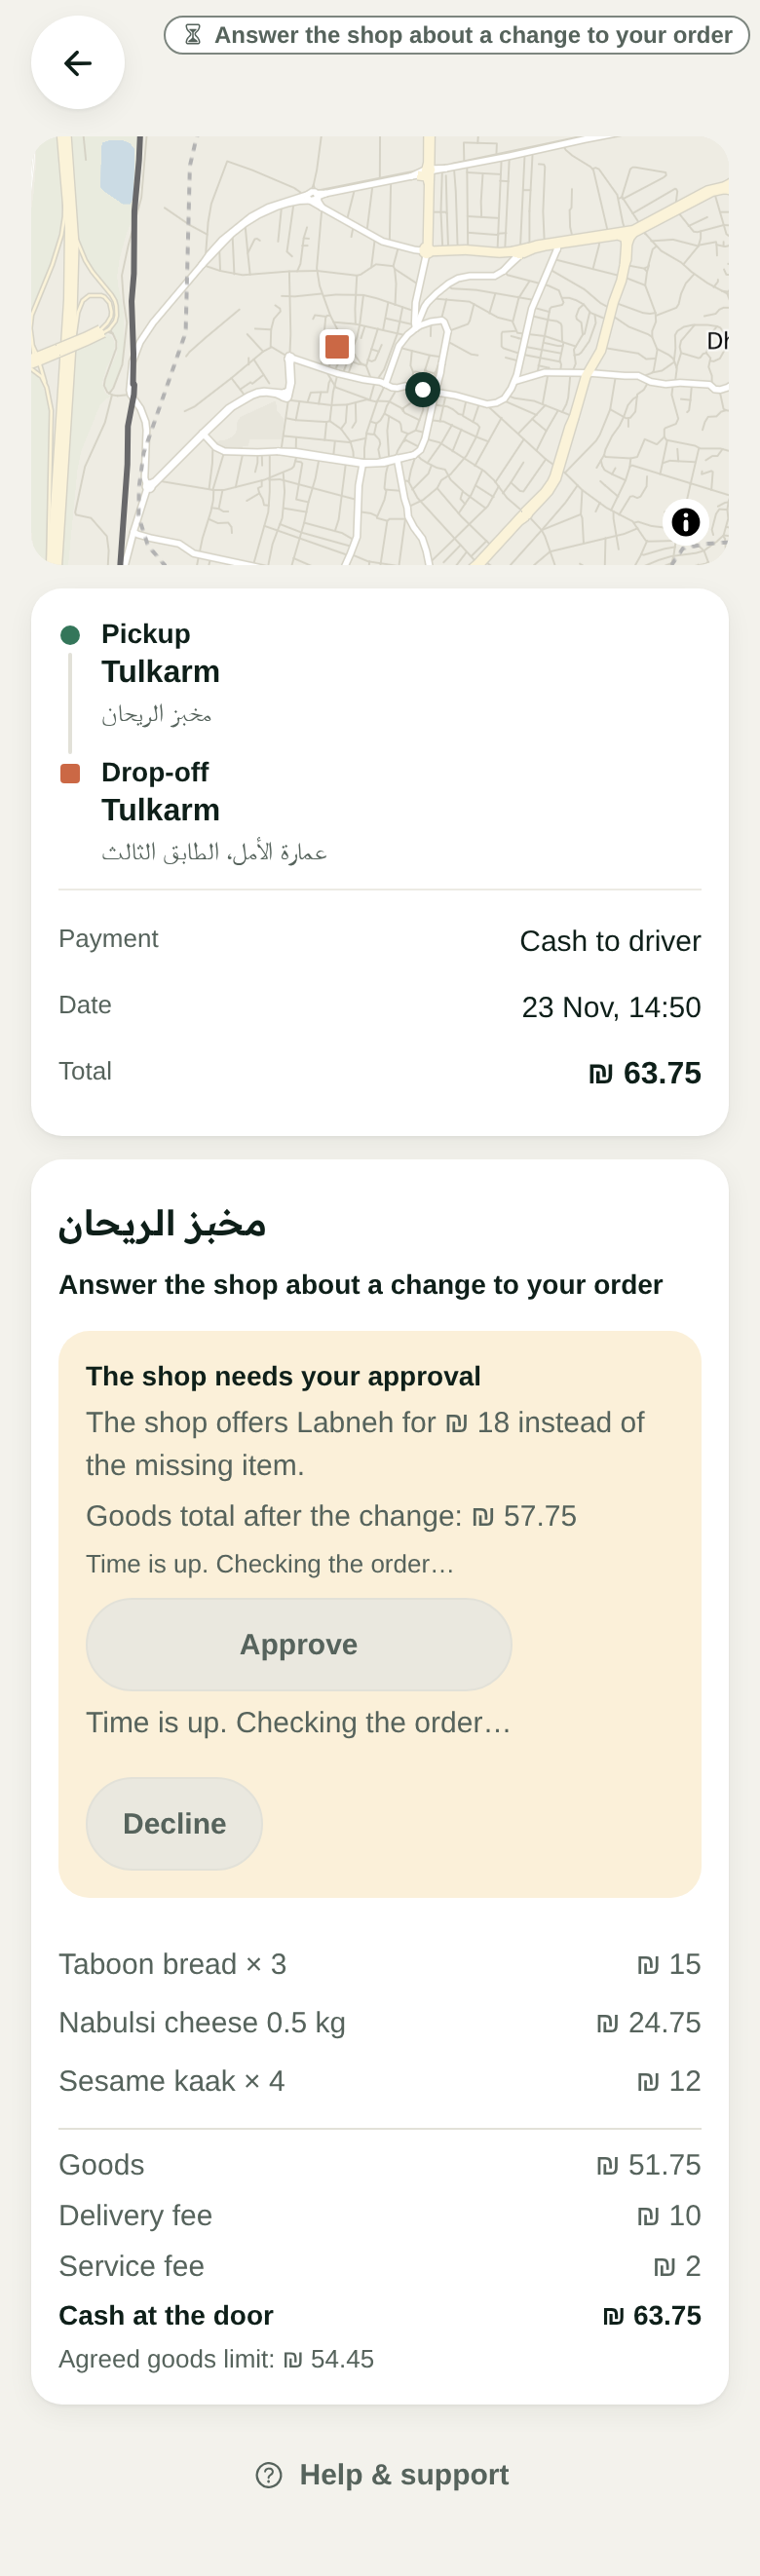 Answer the shop about a change to your order
Dh
Pickup
Tulkarm
مخبز الريحان
Drop-off
Tulkarm
عمارة الأمل، الطابق الثالث
Payment
Cash to driver
Date
23 Nov, 14:50
Total
₪ 63.75
مخبز الريحان
Answer the shop about a change to your order
The shop needs your approval
The shop offers Labneh for ₪ 18 instead of
the missing item.
Goods total after the change: ₪ 57.75
Time is up. Checking the order…
Approve
Time is up. Checking the order…
Decline
Taboon bread × 3
₪ 15
Nabulsi cheese 0.5 kg
₪ 24.75
Sesame kaak × 4
₪ 12
Goods
₪ 51.75
Delivery fee
₪ 10
Service fee
₪ 2
Cash at the door
₪ 63.75
Agreed goods limit: ₪ 54.45
Help & support